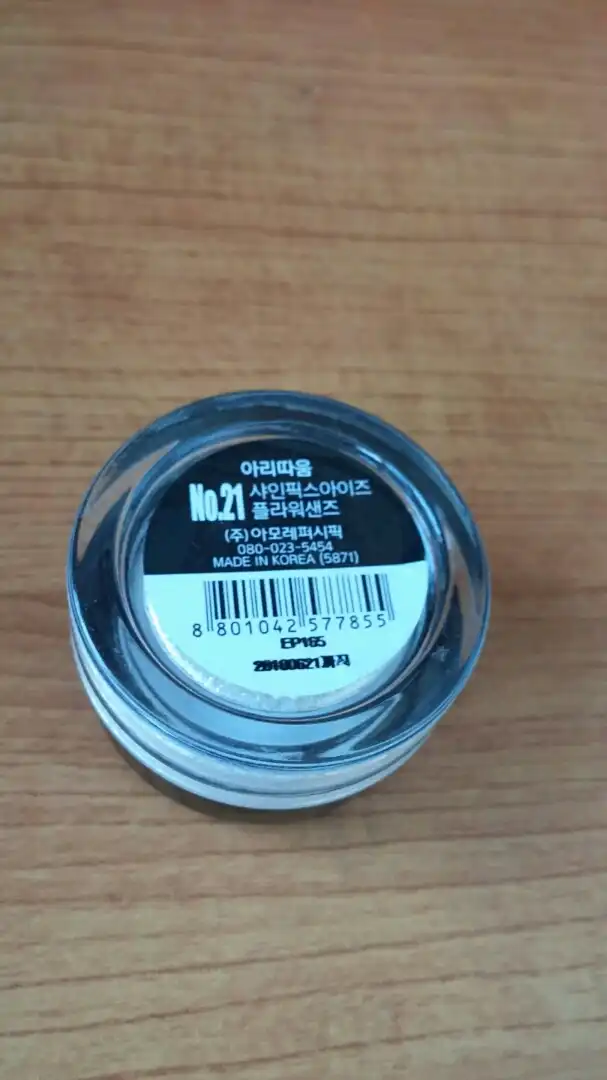 아리따움
No.21 샤인픽스아이즈
플라워샌즈
(주)아모레퍼시픽
080-023-5454
MADE IN KOREA (5871)
8 801042 577855
EP165
20180621까지